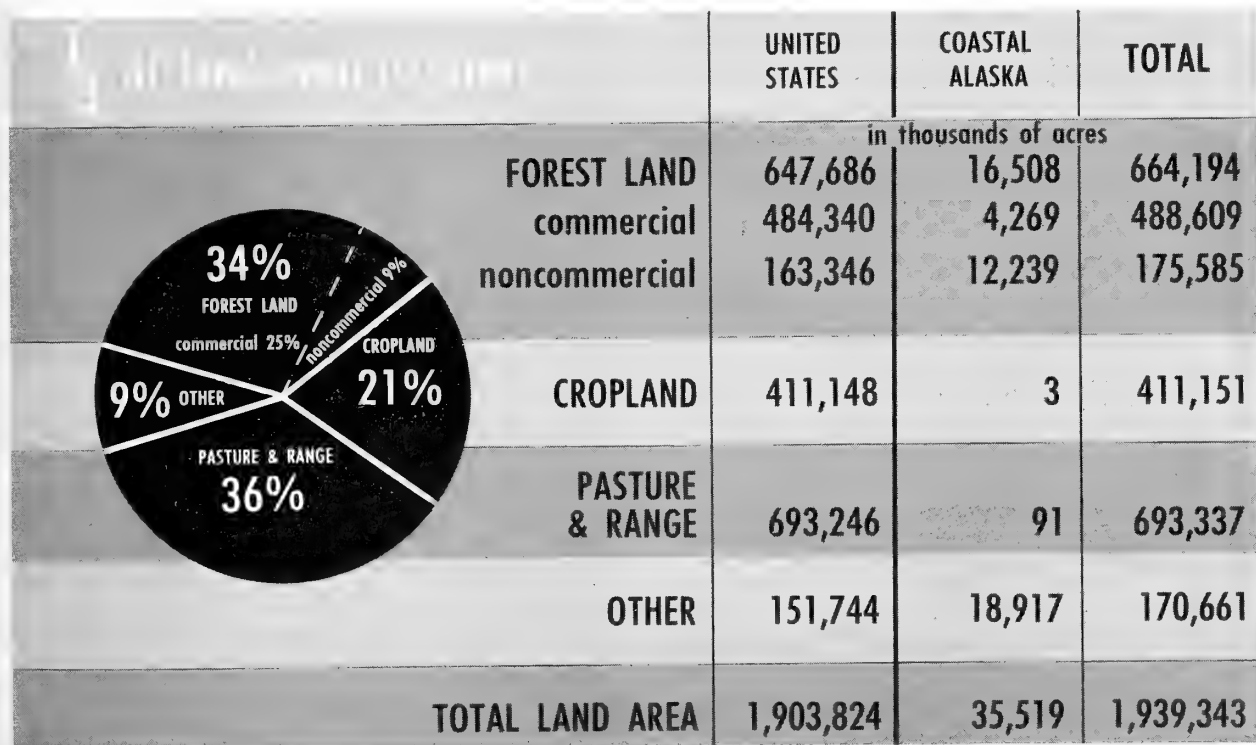 UNITED STATES
COASTAL ALASKA
TOTAL
in thousands of acres
FOREST LAND 647,686 16,508 664,194
commercial 484,340 4,269 488,609
noncommercial 163,346 12,239 175,585
CROPLAND 411,148 3 411,151
PASTURE
& RANGE 693,246 91 693,337
OTHER 151,744 18,917 170,661
TOTAL LAND AREA 1,903,824 35,519 1,939,343
34%
FOREST LAND
commercial 25%
noncommercial 9%
CROPLAND
21%
9% OTHER
PASTURE & RANGE
36%